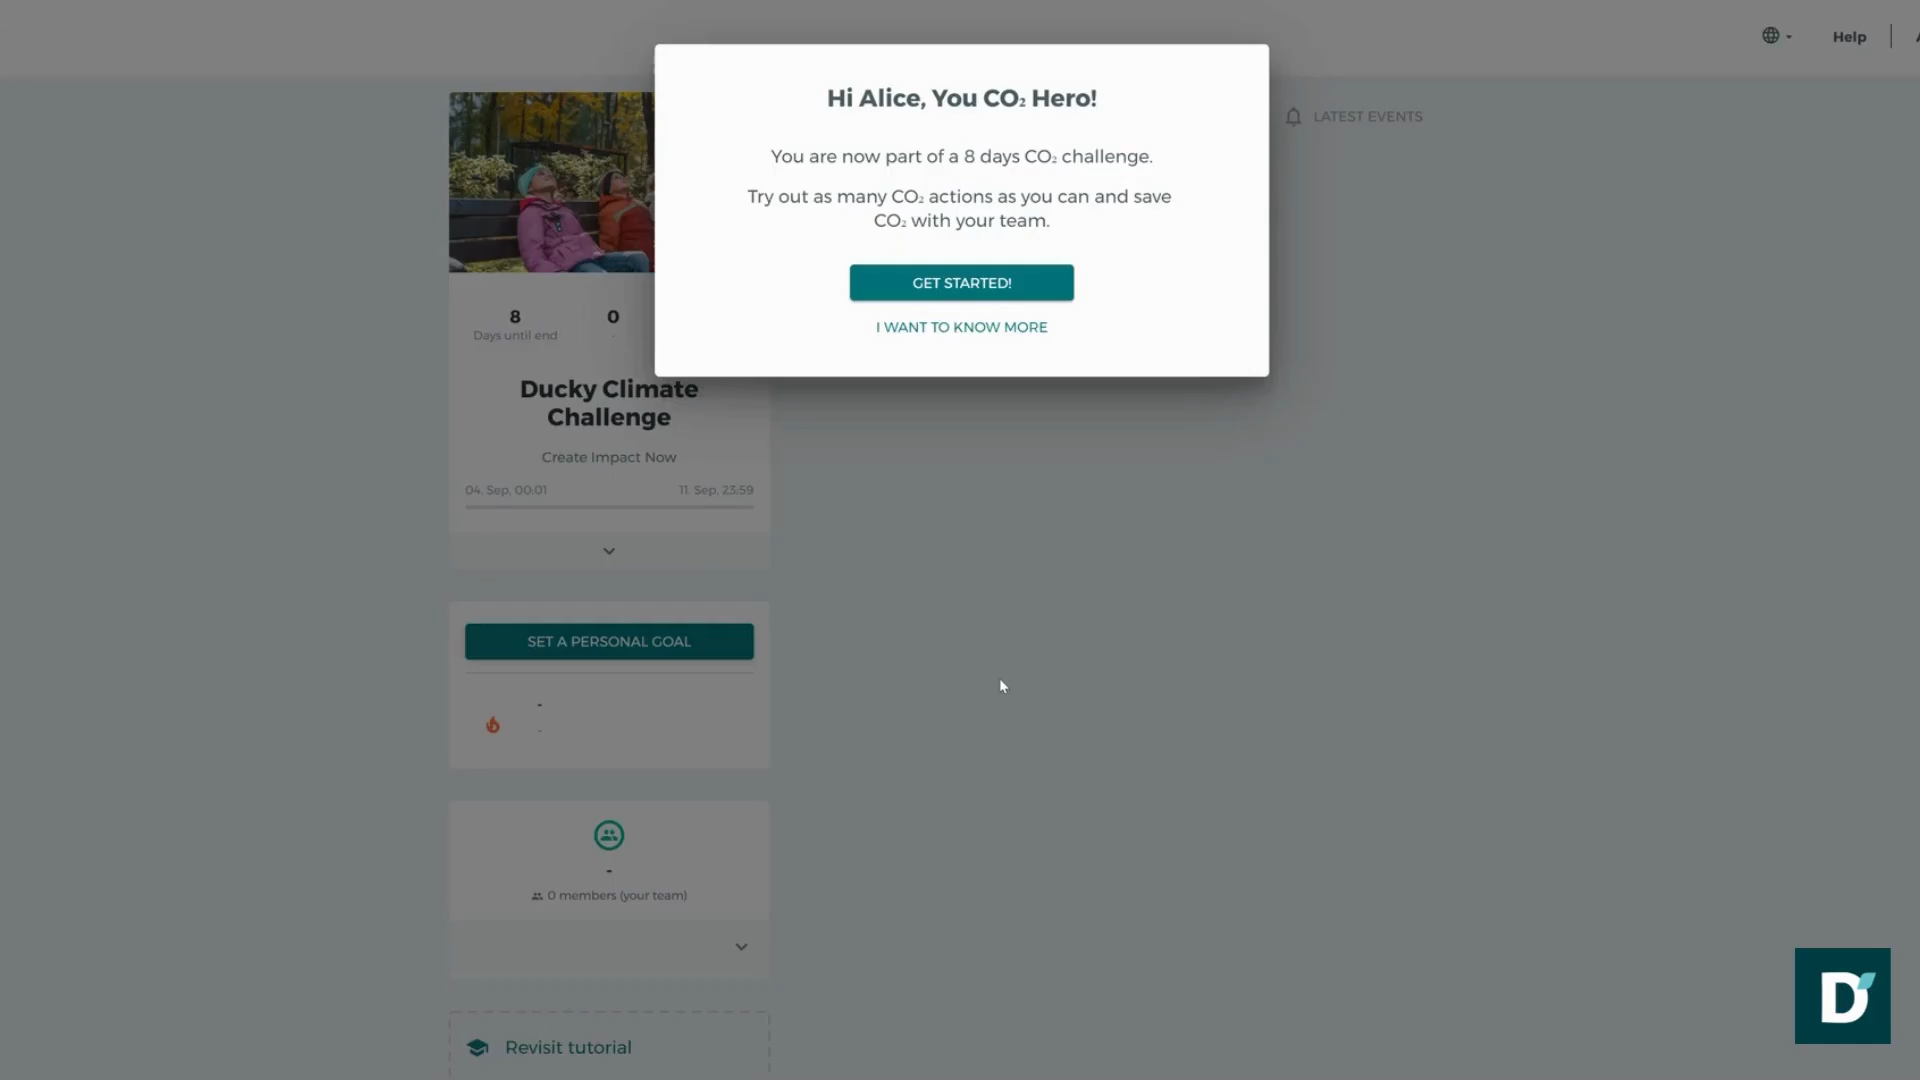 Help
Hi Alice, You CO₂ Hero!
You are now part of a 8 days CO₂ challenge.
Try out as many CO₂ actions as you can and save
CO₂ with your team.
GET STARTED!
I WANT TO KNOW MORE
LATEST EVENTS
8 0
Days until end -
Ducky Climate
Challenge
Create Impact Now
04. Sep, 00:01 11. Sep, 23:59
SET A PERSONAL GOAL
-
-
-
0 members (your team)
Revisit tutorial
D